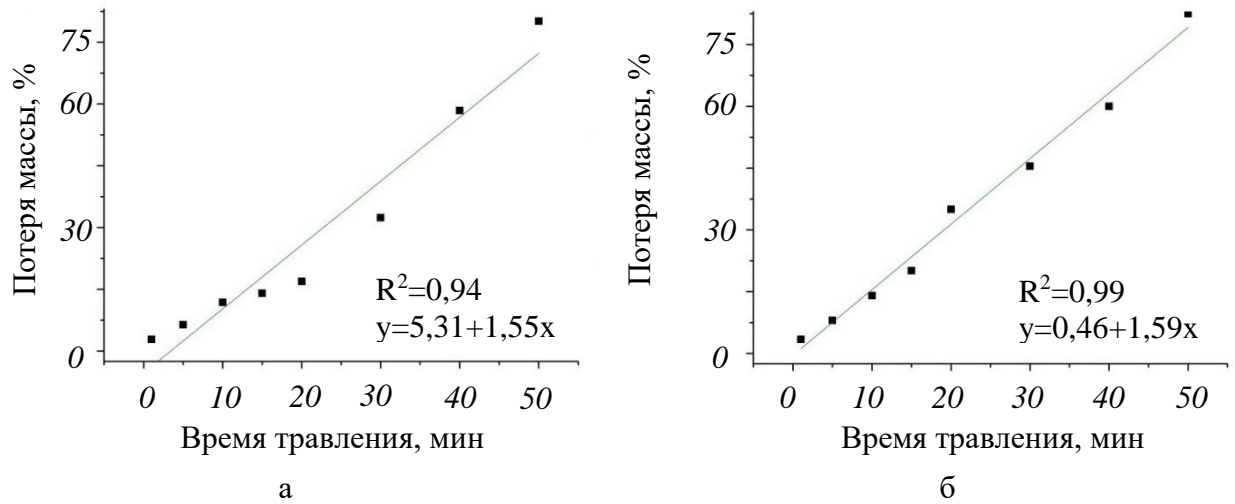 Потеря массы, %
75
60
30
0
R²=0,94
y=5,31+1,55x
0 10 20 30 40 50
Время травления, мин
а
Потеря массы, %
75
60
30
0
R²=0,99
y=0,46+1,59x
0 10 20 30 40 50
Время травления, мин
б